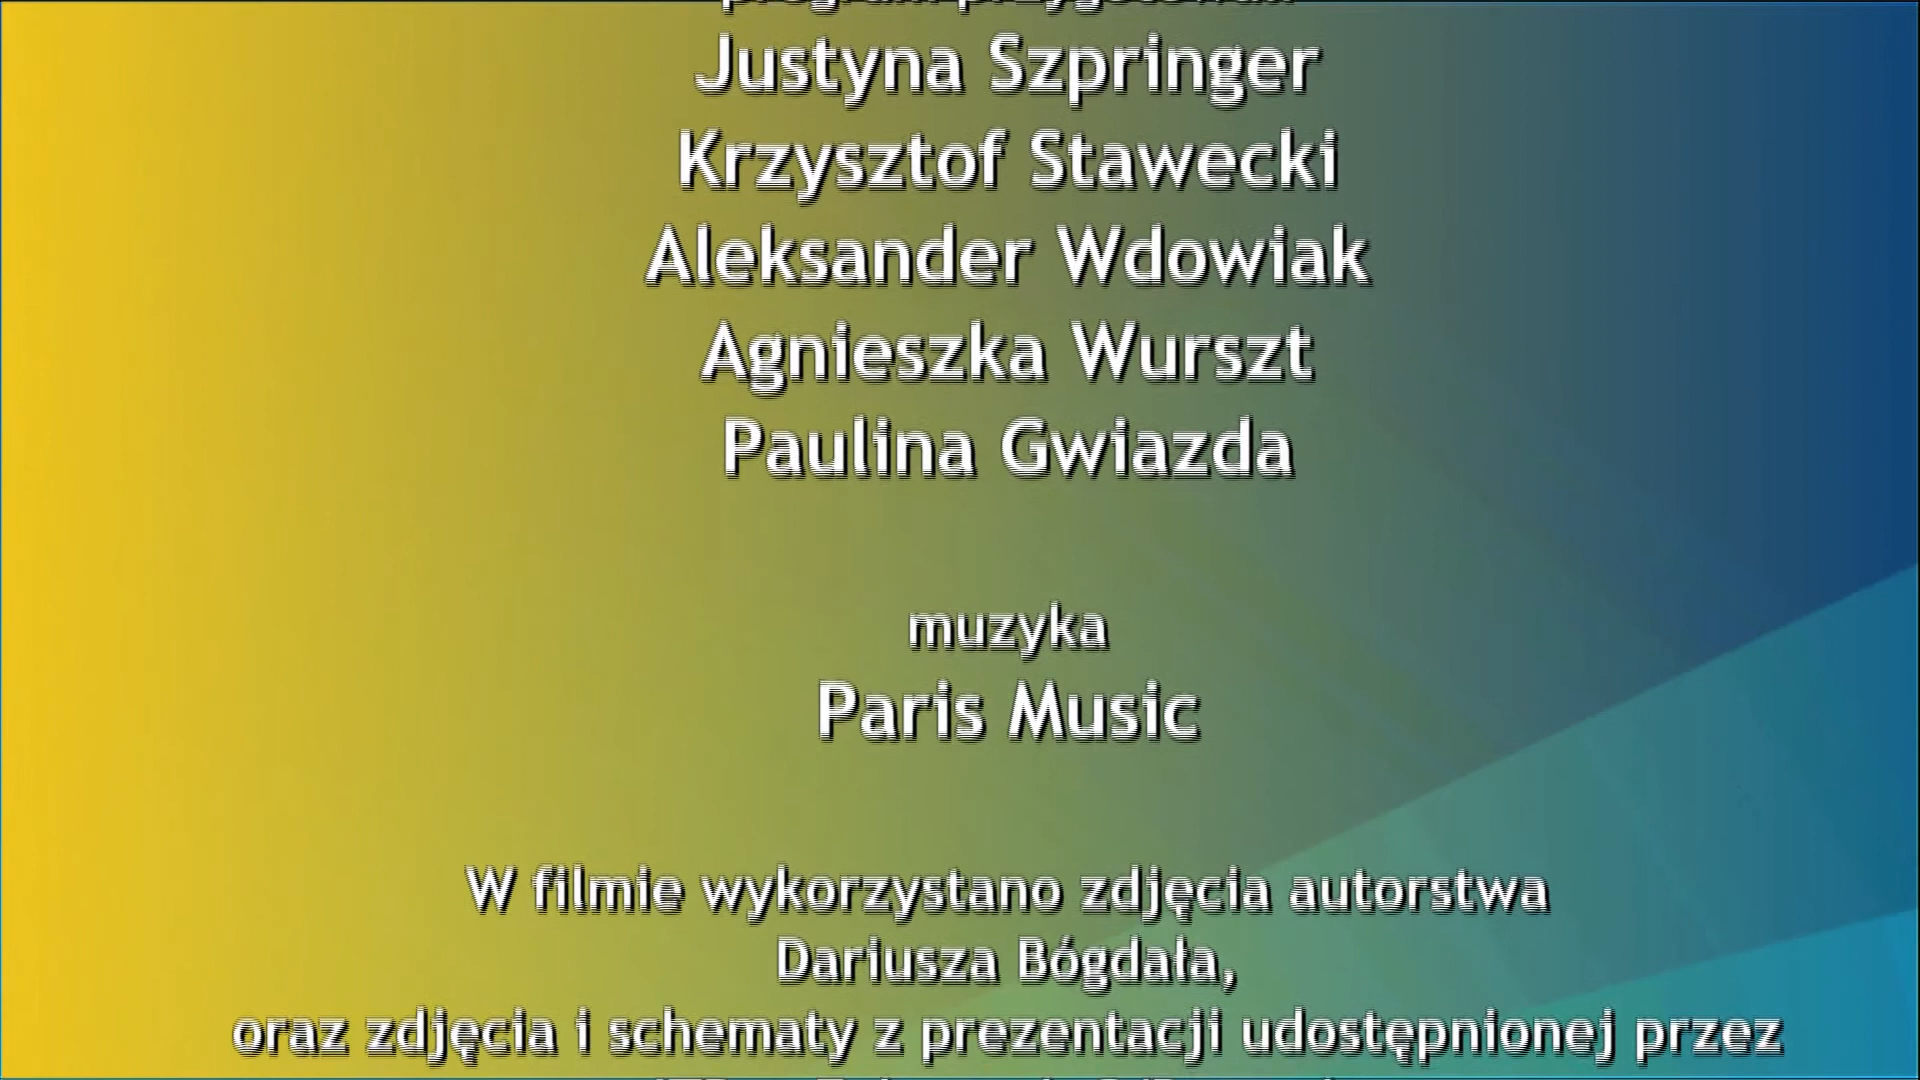 Justyna Szpringer
Krzysztof Stawecki
Aleksander Wdowiak
Agnieszka Wurszt
Paulina Gwiazda
muzyka
Paris Music
W filmie wykorzystano zdjęcia autorstwa
Dariusza Bógdała,
oraz zdjęcia i schematy z prezentacji udostępnionej przez